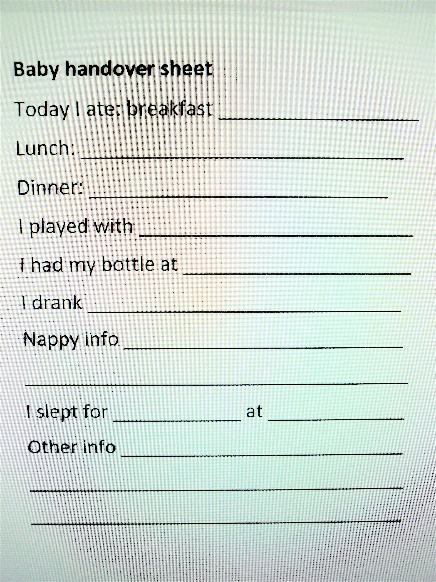 Baby handover sheet
Today I ate: breakfast ____________________
Lunch: ____________________
Dinner: ____________________
I played with ____________________
I had my bottle at ____________________
I drank ____________________
Nappy info ____________________
____________________
I slept for ____________ at ____________
Other info ____________________
____________________
____________________